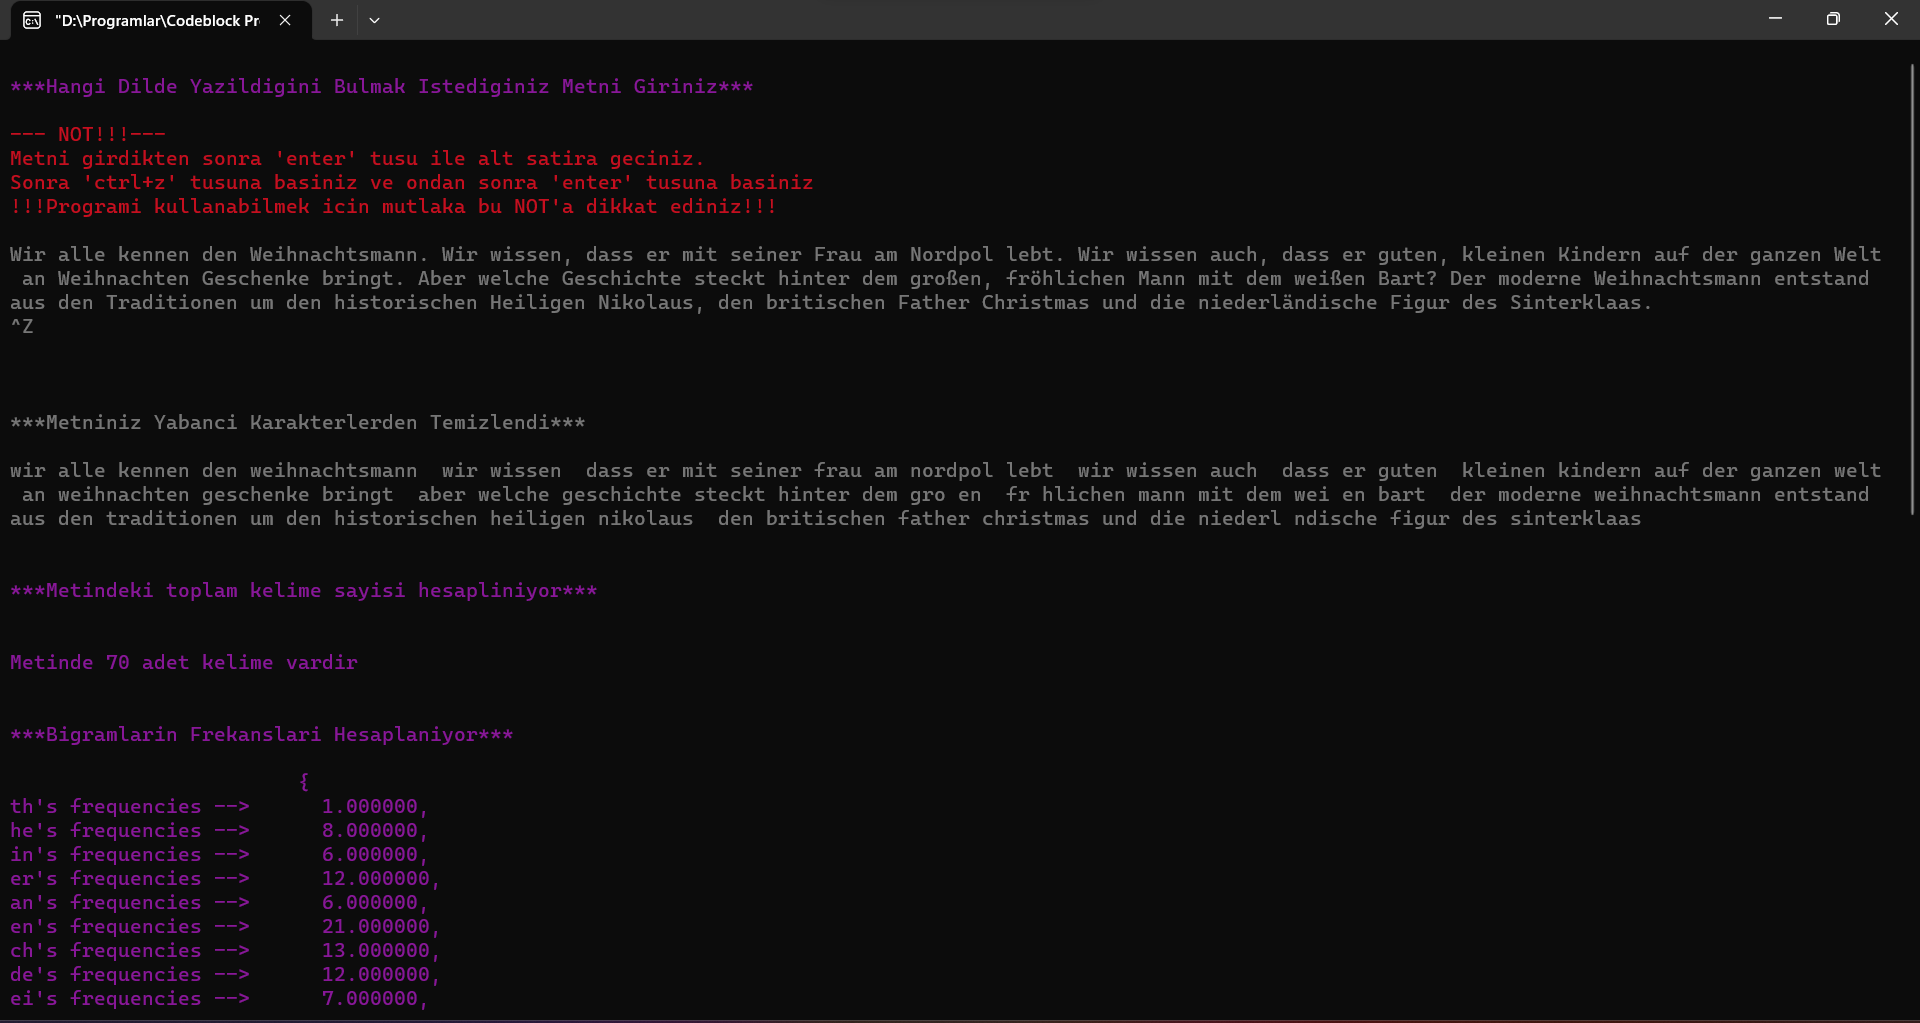 "D:\Programlar\Codeblock Pr
***Hangi Dilde Yazildigini Bulmak Istediginiz Metni Giriniz***
--- NOT!!!---
Metni girdikten sonra 'enter' tusu ile alt satira geciniz.
Sonra 'ctrl+z' tusuna basiniz ve ondan sonra 'enter' tusuna basiniz
!!!Programi kullanabilmek icin mutlaka bu NOT'a dikkat ediniz!!!
Wir alle kennen den Weihnachtsmann. Wir wissen, dass er mit seiner Frau am Nordpol lebt. Wir wissen auch, dass er guten, kleinen Kindern auf der ganzen Welt
an Weihnachten Geschenke bringt. Aber welche Geschichte steckt hinter dem großen, fröhlichen Mann mit dem weißen Bart? Der moderne Weihnachtsmann entstand
aus den Traditionen um den historischen Heiligen Nikolaus, den britischen Father Christmas und die niederländische Figur des Sinterklaas.
^Z
***Metniniz Yabanci Karakterlerden Temizlendi***
wir alle kennen den weihnachtsmann  wir wissen  dass er mit seiner frau am nordpol lebt  wir wissen auch  dass er guten  kleinen kindern auf der ganzen welt
an weihnachten geschenke bringt  aber welche geschichte steckt hinter dem gro en  fr hlichen mann mit dem wei en bart  der moderne weihnachtsmann entstand
aus den traditionen um den historischen heiligen nikolaus  den britischen father christmas und die niederl ndische figur des sinterklaas
***Metindeki toplam kelime sayisi hesapliniyor***
Metinde 70 adet kelime vardir
***Bigramlarin Frekanslari Hesaplaniyor***
{
th's frequencies -->      1.000000,
he's frequencies -->      8.000000,
in's frequencies -->      6.000000,
er's frequencies -->      12.000000,
an's frequencies -->      6.000000,
en's frequencies -->      21.000000,
ch's frequencies -->      13.000000,
de's frequencies -->      12.000000,
ei's frequencies -->      7.000000,